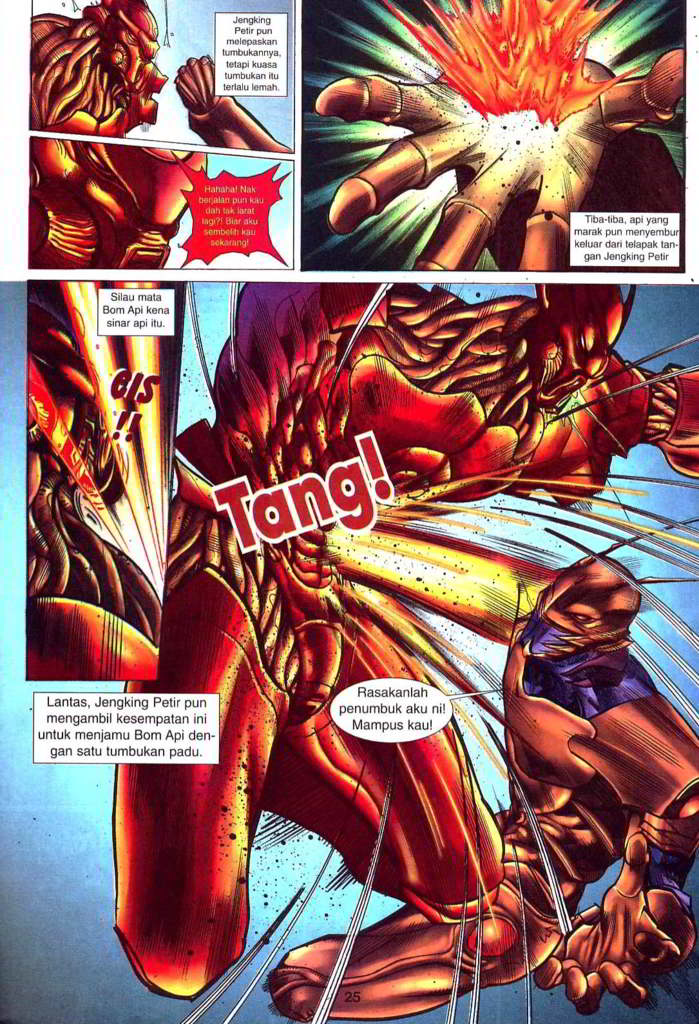 Jengking
Petir pun
melepaskan
tumbukannya,
tetapi kuasa
tumbukan itu
terlalu lemah.
Hahaha! Nak
berjalan pun kau
dah tak larat
lagi?! Biar aku
sembelih kau
sekarang!
Tiba-tiba, api yang
marak pun menyembur
keluar dari telapak tan-
gan Jengking Petir
Silau mata
Bom Api kena
sinar api itu.
CIS
!!
Tang!
Lantas, Jengking Petir pun
mengambil kesempatan ini
untuk menjamu Bom Api den-
gan satu tumbukan padu.
Rasakanlah
penumbuk aku ni!
Mampus kau!
25